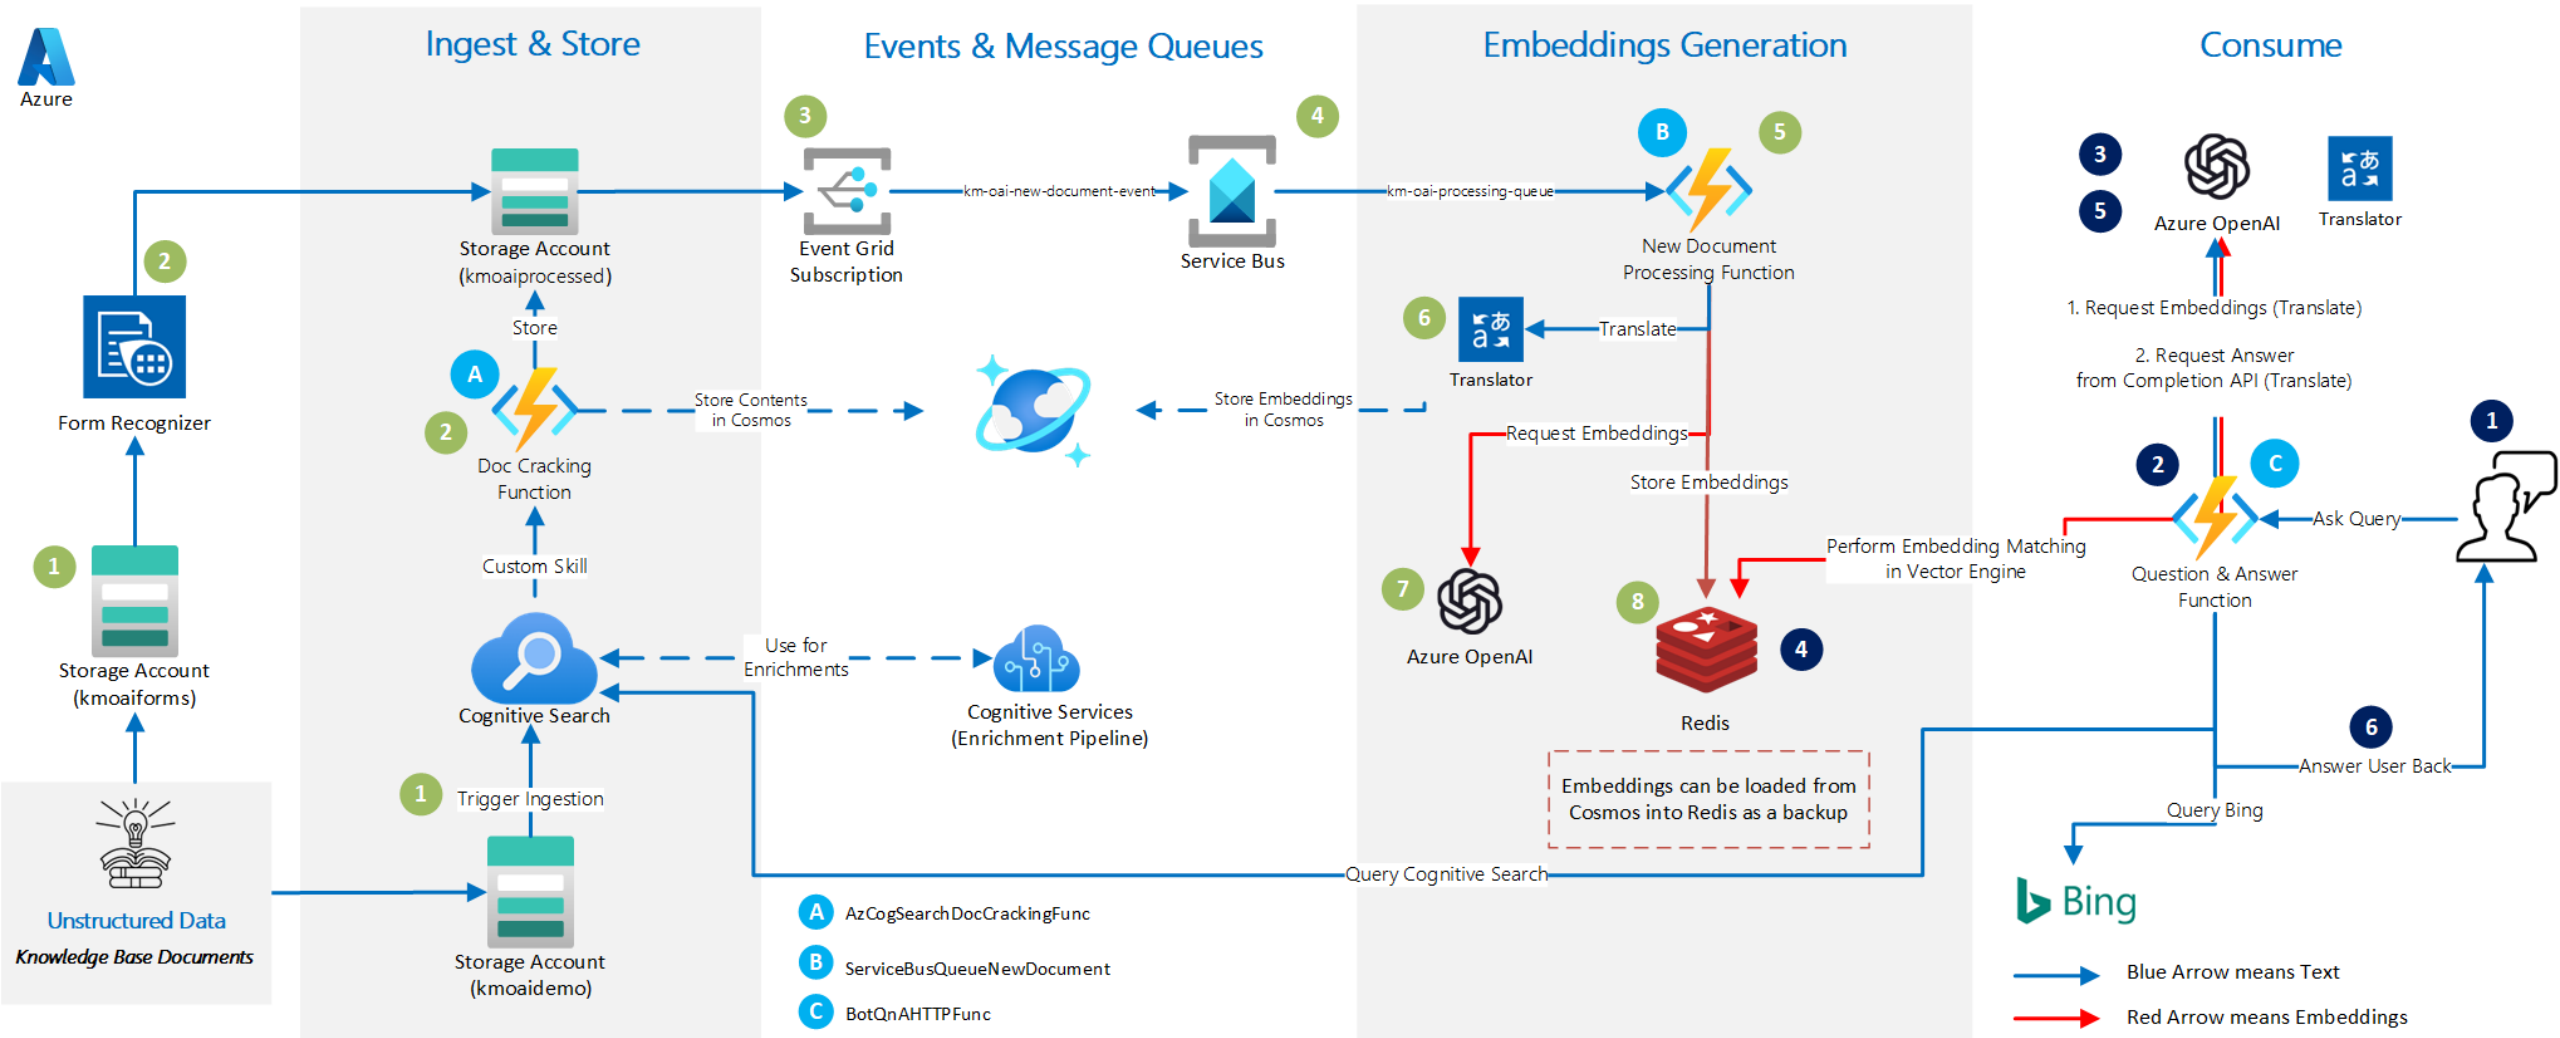 Azure
Ingest & Store
Events & Message Queues
Embeddings Generation
Consume
2
Form Recognizer
1
Storage Account
(kmoaiforms)
Unstructured Data
Knowledge Base Documents
Storage Account
(kmoaiprocessed)
Store
A
2
Doc Cracking
Function
Custom Skill
Cognitive Search
1
Trigger Ingestion
Storage Account
(kmoaidemo)
3
Event Grid
Subscription
km-oai-new-document-event
4
Service Bus
km-oai-processing-queue
Store Contents
in Cosmos
Store Embeddings
in Cosmos
Use for
Enrichments
Cognitive Services
(Enrichment Pipeline)
A
AzCogSearchDocCrackingFunc
B
ServiceBusQueueNewDocument
C
BotQnAHTTPFunc
B
5
New Document
Processing Function
6
あ
a
Translator
Translate
Request Embeddings
Store Embeddings
7
Azure OpenAI
8
4
Redis
Embeddings can be loaded from
Cosmos into Redis as a backup
Query Cognitive Search
3
5
Azure OpenAI
あ
a
Translator
1. Request Embeddings (Translate)
2. Request Answer
from Completion API (Translate)
1
2
C
Ask Query
Perform Embedding Matching
in Vector Engine
Question & Answer
Function
6
Answer User Back
Query Bing
Bing
Blue Arrow means Text
Red Arrow means Embeddings